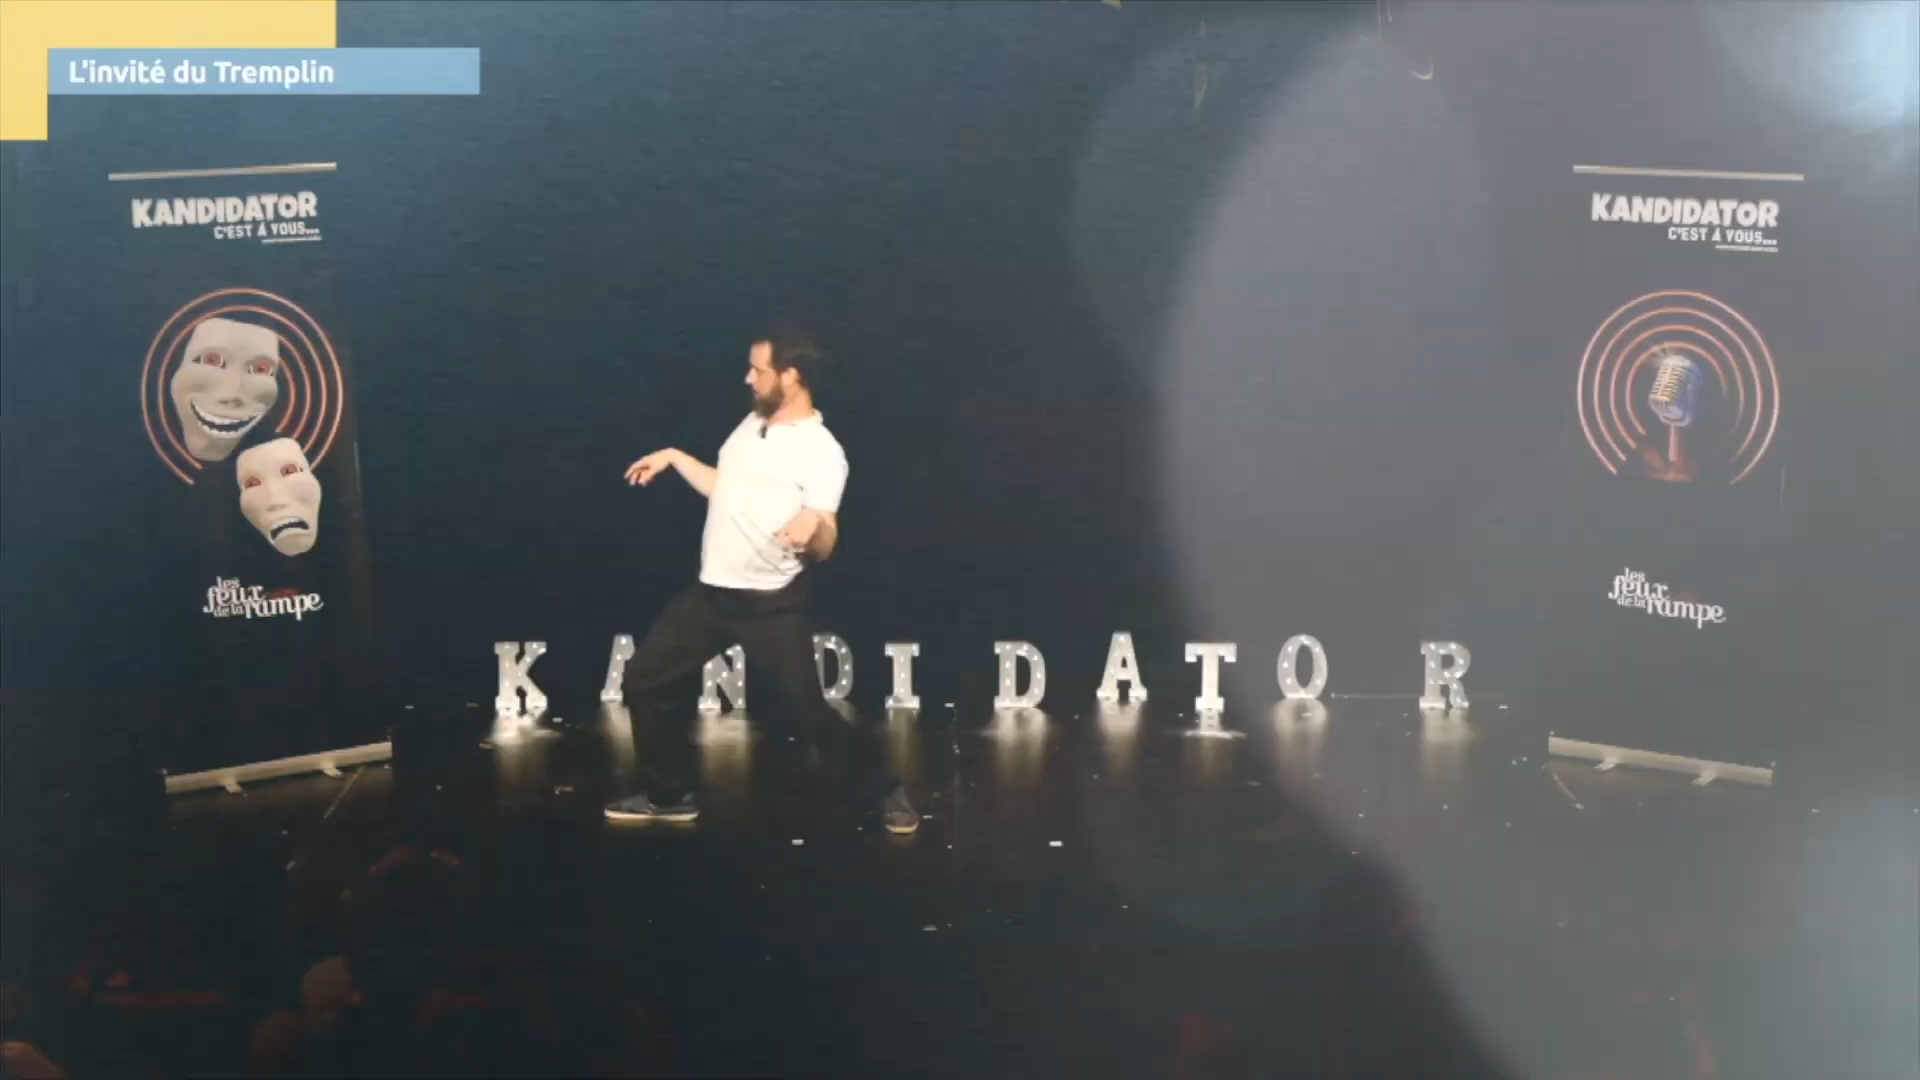 L'invité du Tremplin
KANDIDATOR
C'EST À VOUS...
les
feux
de la rampe
KANDIDATOR
KANDIDATOR
C'EST À VOUS...
les
feux
de la rampe